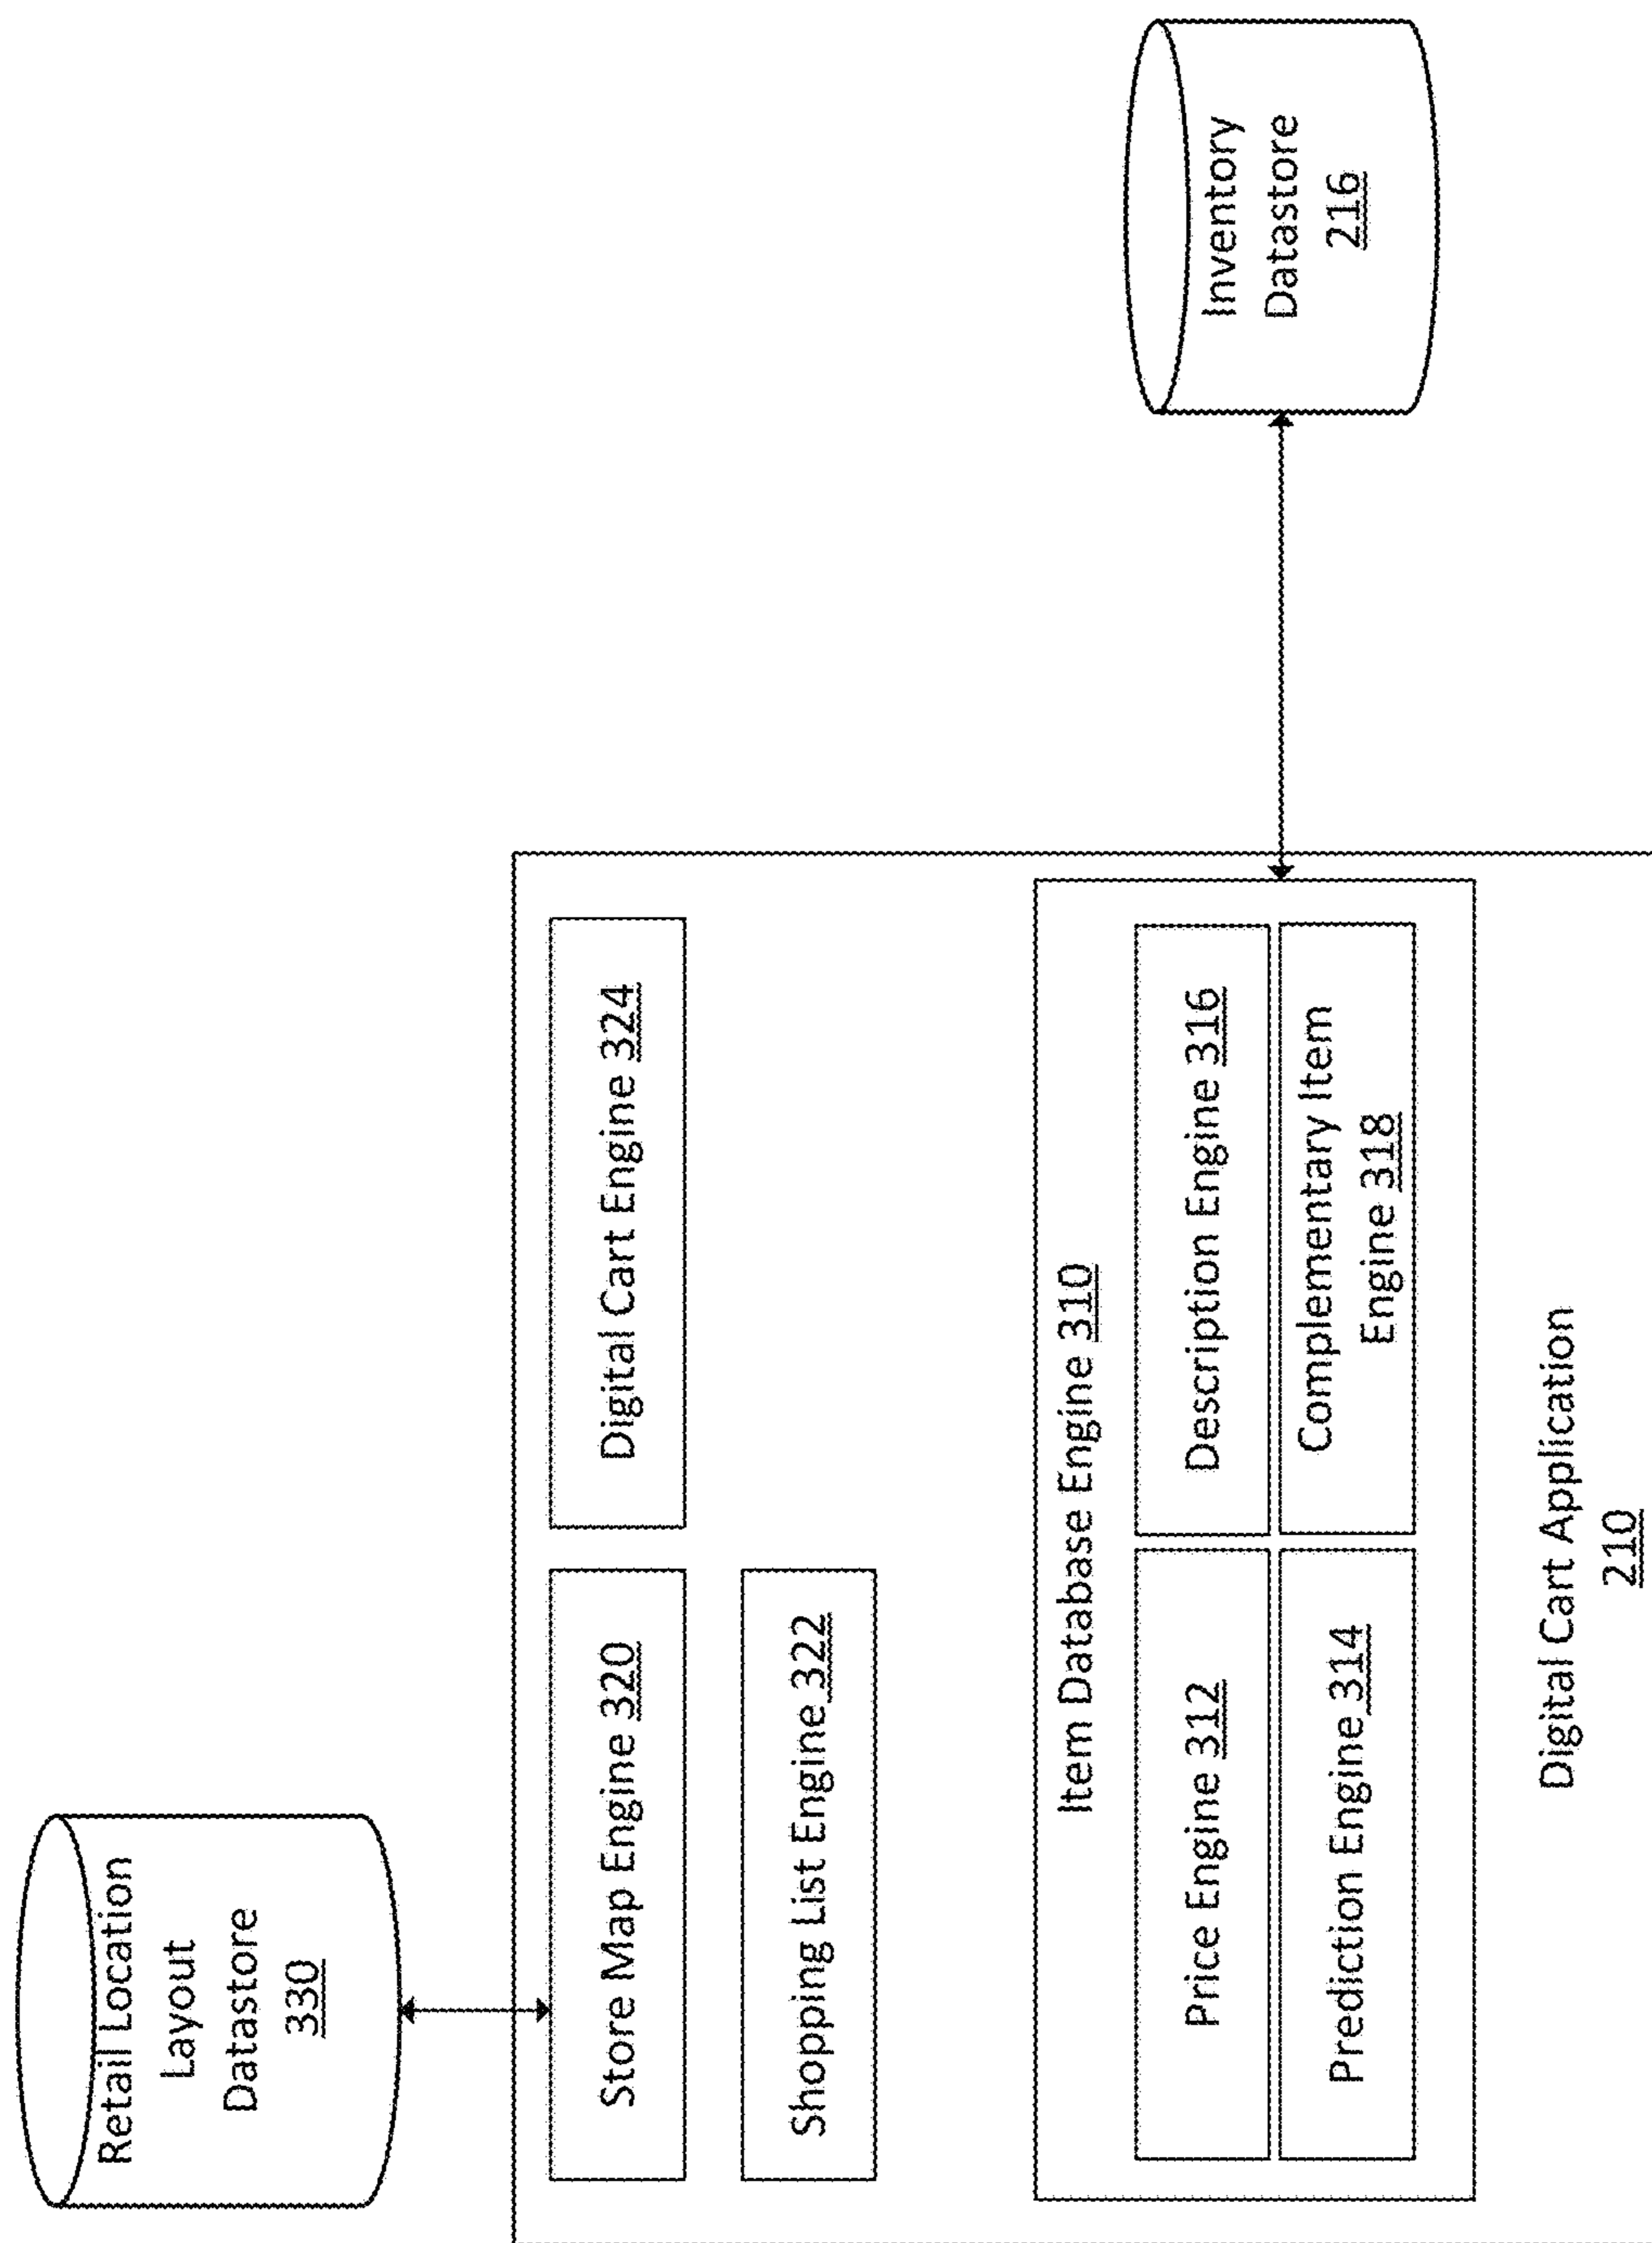 Retail Location
Layout
Datastore
330
Store Map Engine 320
Digital Cart Engine 324
Shopping List Engine 322
Item Database Engine 310
Price Engine 312
Description Engine 316
Prediction Engine 314
Complementary Item
Engine 318
Digital Cart Application
210
Inventory
Datastore
216